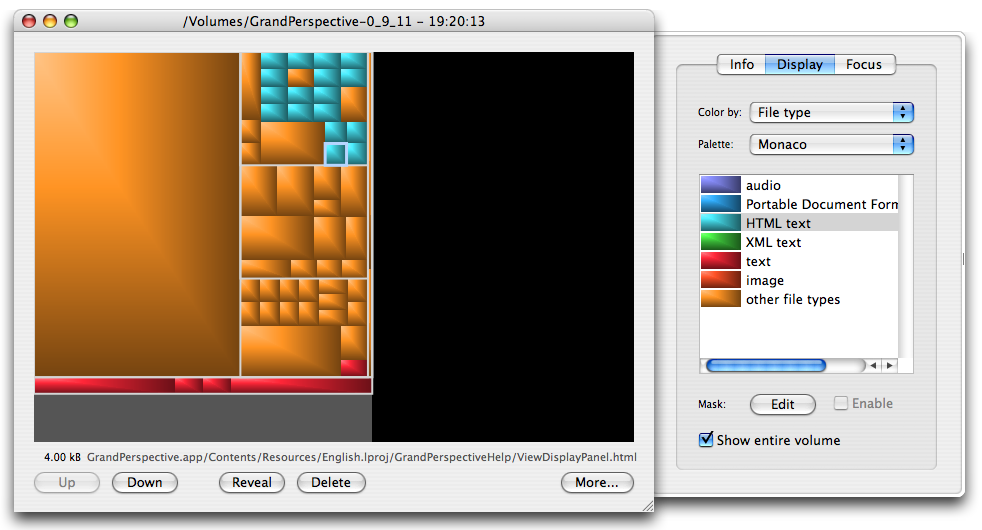 /Volumes/GrandPerspective-0_9_11 – 19:20:13
Info Display Focus
Color by: File type
Palette: Monaco
audio
Portable Document Form
HTML text
XML text
text
image
other file types
Mask: Edit Enable
Show entire volume
4.00 kB GrandPerspective.app/Contents/Resources/English.lproj/GrandPerspectiveHelp/ViewDisplayPanel.html
Up Down Reveal Delete More...